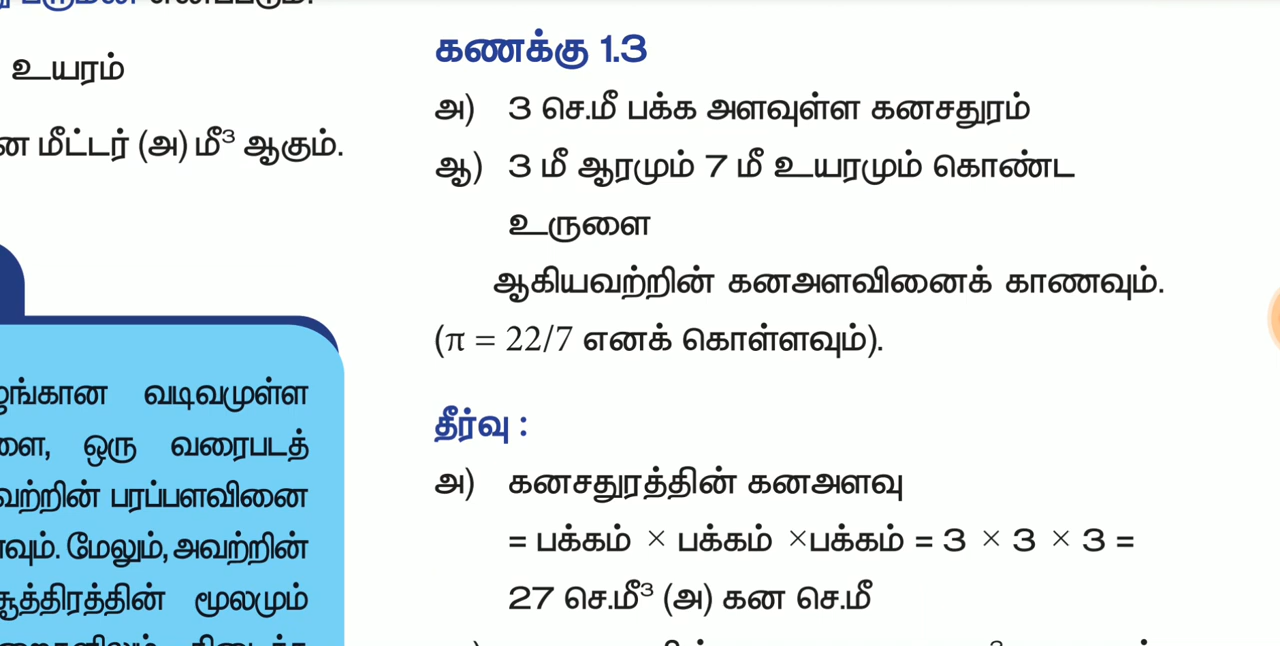 உயரம்
மீட்டர் (அ) மீ³ ஆகும்.
வடிவமுள்ள
ஒரு வரைபடத்
பரப்பளவினை
மேலும், அவற்றின்
சூத்திரத்தின் மூலமும்
கணக்கு 1.3
அ) 3 செ.மீ பக்க அளவுள்ள கனசதுரம்
ஆ) 3 மீ ஆரமும் 7 மீ உயரமும் கொண்ட
உருளை
ஆகியவற்றின் கனஅளவினைக் காணவும்.
(π = 22/7 எனக் கொள்ளவும்).
தீர்வு :
அ) கனசதுரத்தின் கனஅளவு
= பக்கம் × பக்கம் ×பக்கம் = 3 × 3 × 3 =
27 செ.மீ³ (அ) கன செ.மீ